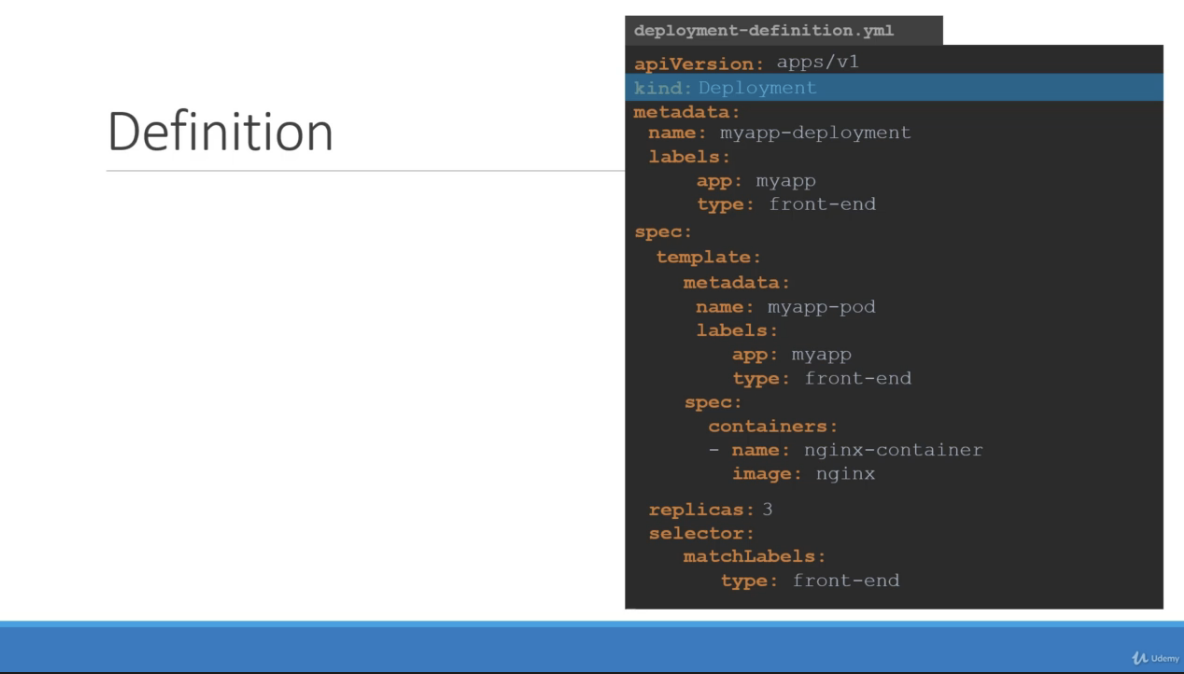 Definition
deployment-definition.yml
apiVersion: apps/v1
kind: Deployment
metadata:
name: myapp-deployment
labels:
app: myapp
type: front-end
spec:
template:
metadata:
name: myapp-pod
labels:
app: myapp
type: front-end
spec:
containers:
- name: nginx-container
image: nginx
replicas: 3
selector:
matchLabels:
type: front-end
Udemy